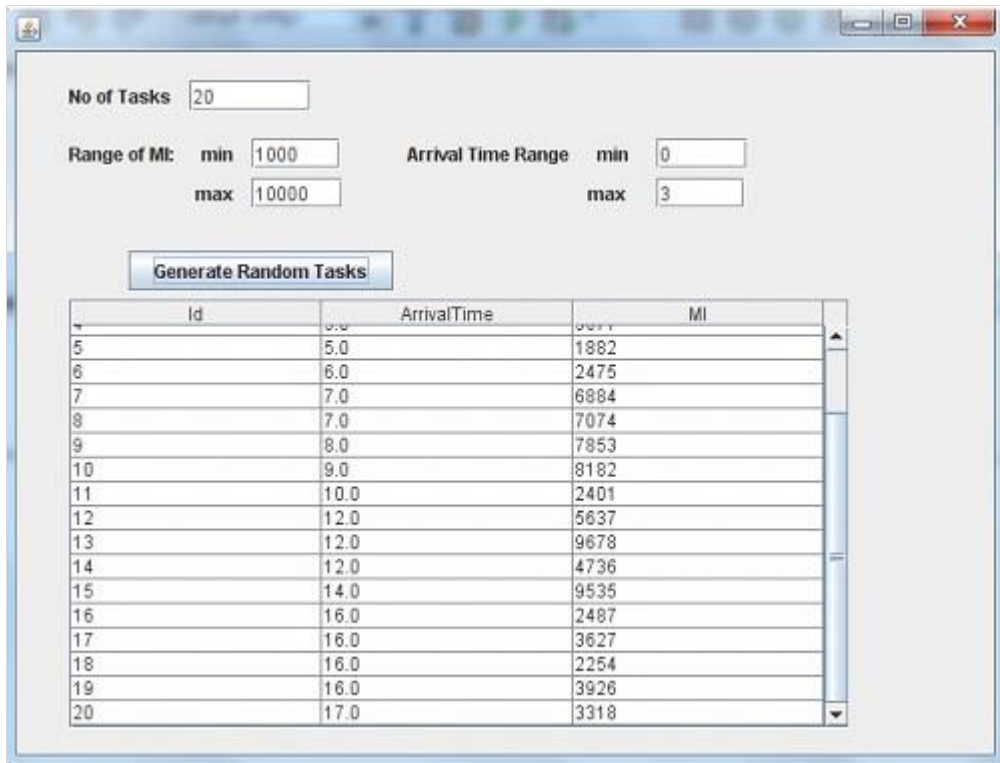 No of Tasks 20
Range of MI: min 1000 Arrival Time Range min 0
max 10000 max 3
Generate Random Tasks
Id ArrivalTime MI
5 5.0 1882
6 6.0 2475
7 7.0 6884
8 7.0 7074
9 8.0 7853
10 9.0 8182
11 10.0 2401
12 12.0 5637
13 12.0 9678
14 12.0 4736
15 14.0 9535
16 16.0 2487
17 16.0 3627
18 16.0 2254
19 16.0 3926
20 17.0 3318